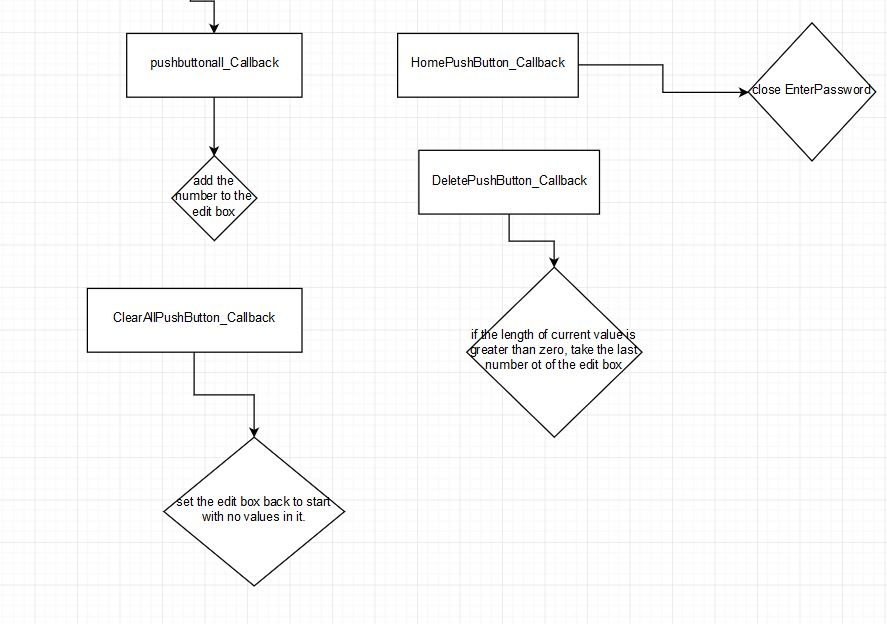 pushbuttonall_Callback
HomePushButton_Callback
close EnterPassword
add the
number to the
edit box
DeletePushButton_Callback
ClearAllPushButton_Callback
if the length of current value is
greater than zero, take the last
number ot of the edit box
set the edit box back to start
with no values in it.